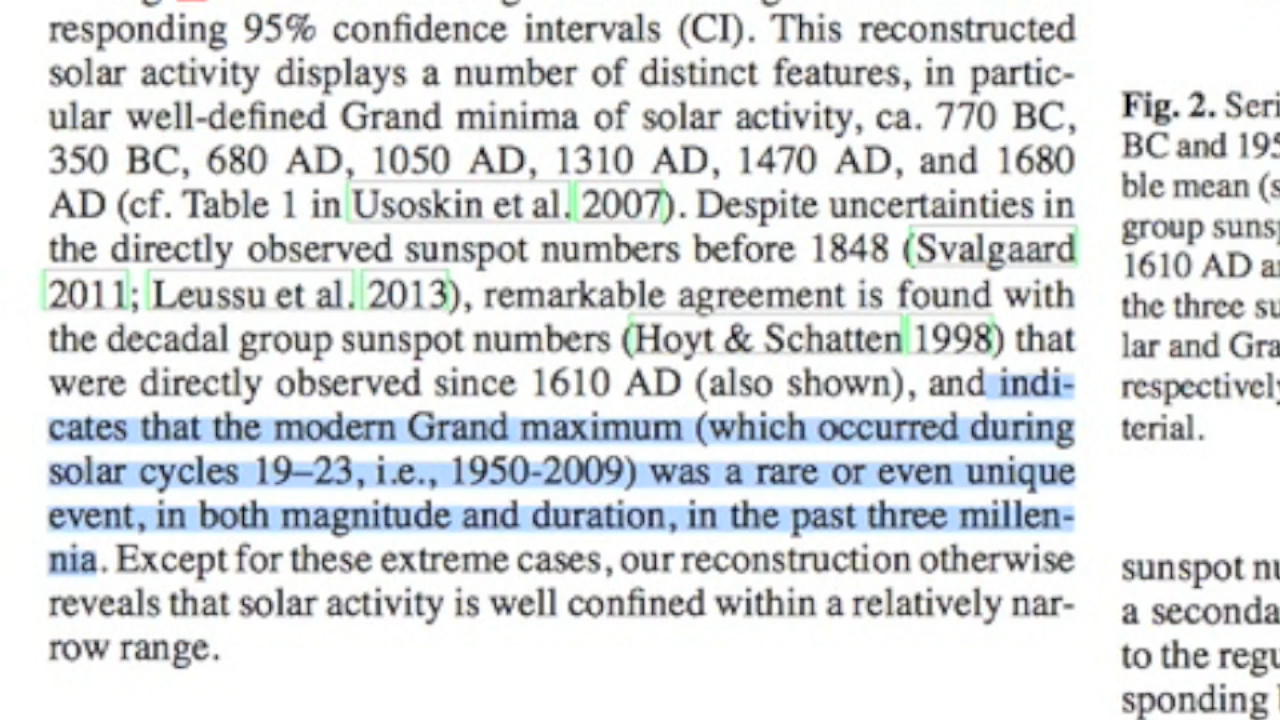 responding 95% confidence intervals (CI). This reconstructed
solar activity displays a number of distinct features, in partic-
ular well-defined Grand minima of solar activity, ca. 770 BC,
350 BC, 680 AD, 1050 AD, 1310 AD, 1470 AD, and 1680
AD (cf. Table 1 in Usoskin et al. 2007). Despite uncertainties in
the directly observed sunspot numbers before 1848 (Svalgaard
2011; Leussu et al. 2013), remarkable agreement is found with
the decadal group sunspot numbers (Hoyt & Schatten 1998) that
were directly observed since 1610 AD (also shown), and indi-
cates that the modern Grand maximum (which occurred during
solar cycles 19–23, i.e., 1950-2009) was a rare or even unique
event, in both magnitude and duration, in the past three millen-
nia. Except for these extreme cases, our reconstruction otherwise
reveals that solar activity is well confined within a relatively nar-
row range.
Fig. 2. Seri
BC and 195
ble mean (s
group suns
1610 AD a
the three su
lar and Gra
respectively
terial.
sunspot nu
a seconda
to the regu
sponding